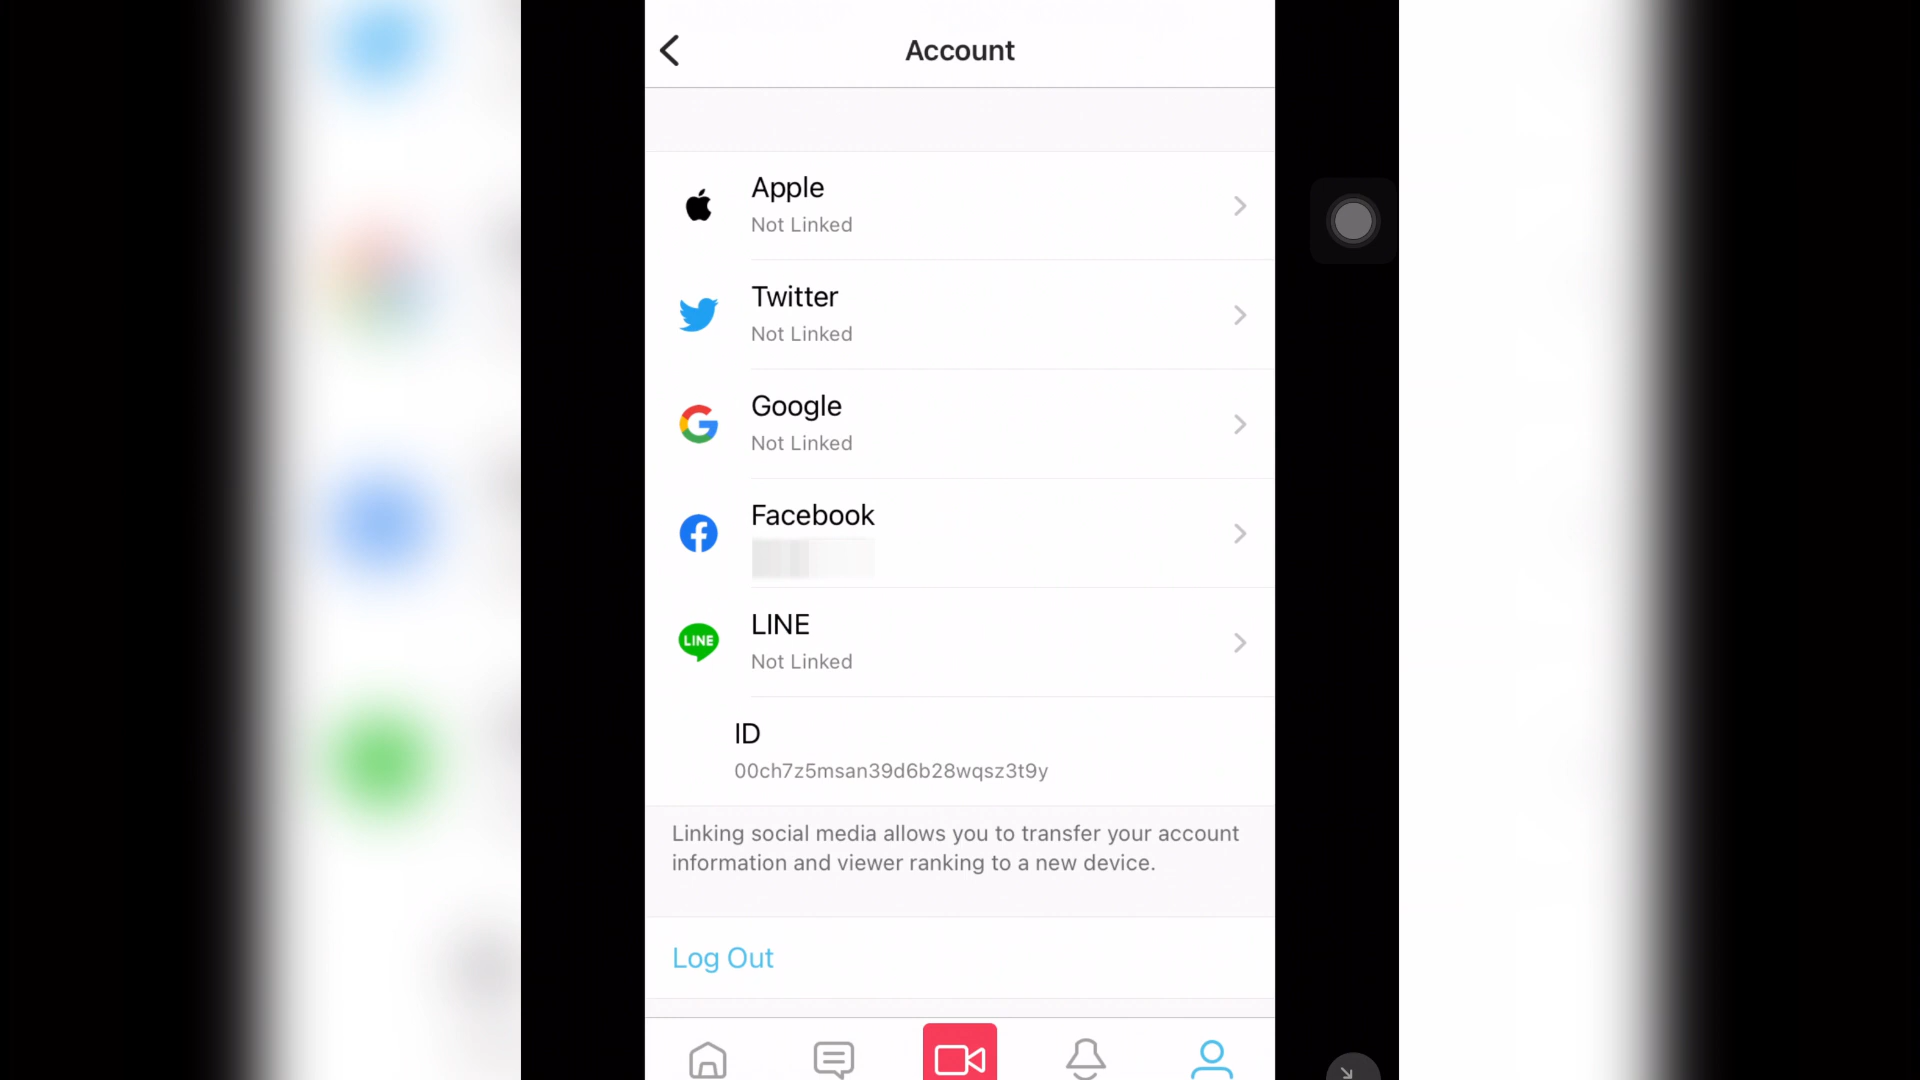 Account
Apple
Not Linked
Twitter
Not Linked
Google
Not Linked
Facebook
LINE
LINE
Not Linked
ID
00ch7z5msan39d6b28wqsz3t9y
Linking social media allows you to transfer your account
information and viewer ranking to a new device.
Log Out